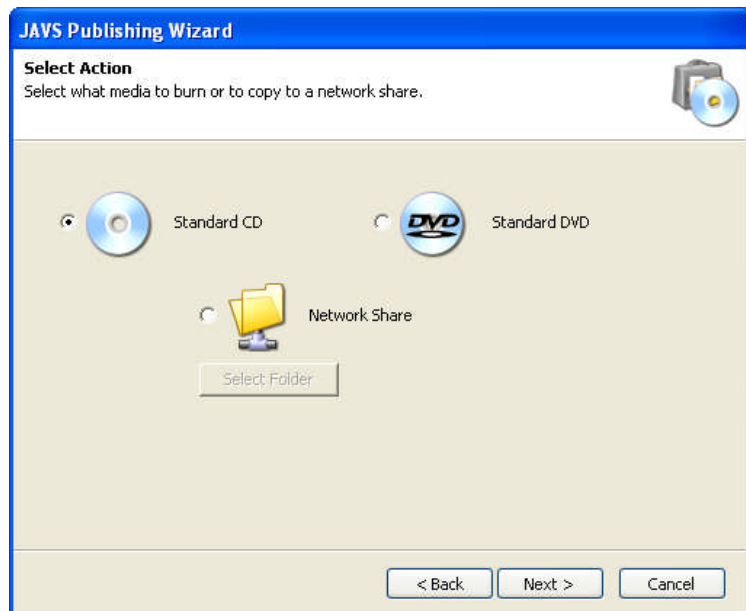 JAVS Publishing Wizard
Select Action
Select what media to burn or to copy to a network share.
Standard CD
DVD
Standard DVD
Network Share
Select Folder
< Back
Next >
Cancel